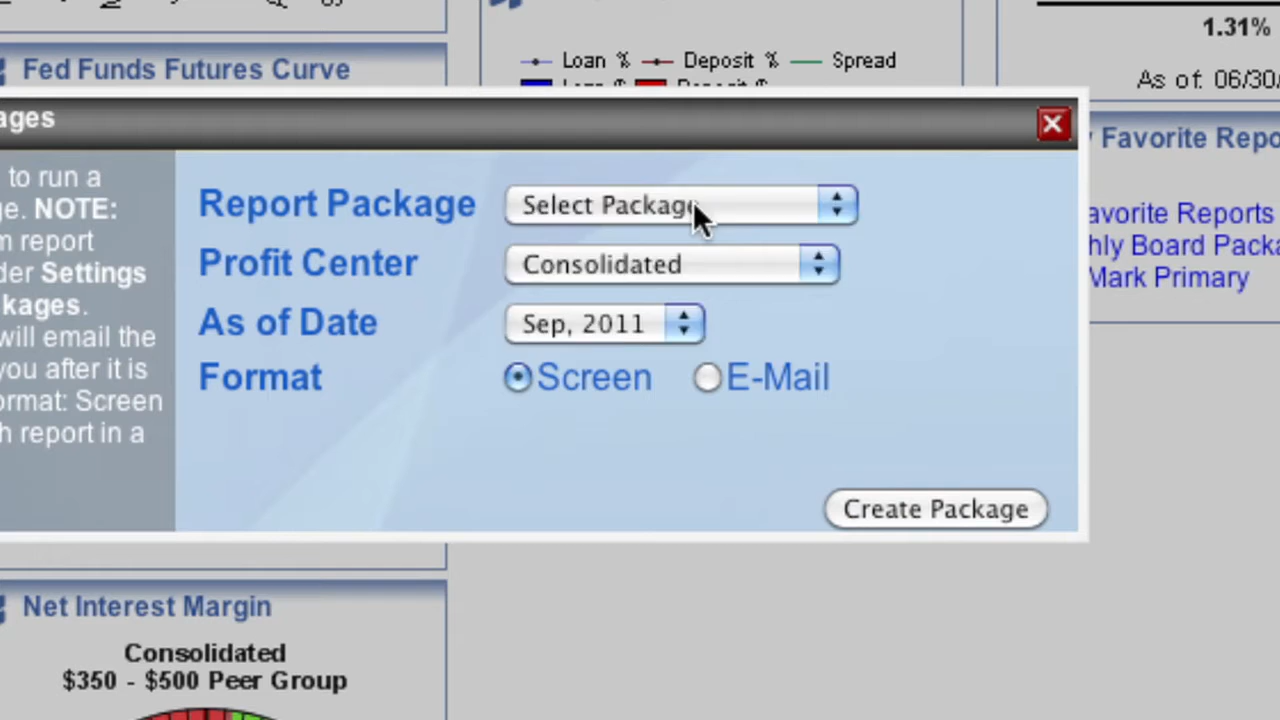 1.31%
Fed Funds Futures Curve
Loan % Deposit % Spread
As of: 06/30/
ages
Favorite Repo
to run a
ge. NOTE:
m report
der Settings
kages.
will email the
you after it is
ormat: Screen
h report in a
Report Package Select Package
Profit Center Consolidated
As of Date Sep, 2011
Format Screen E-Mail
Create Package
avorite Reports
hly Board Packa
Mark Primary
Net Interest Margin
Consolidated
$350 - $500 Peer Group